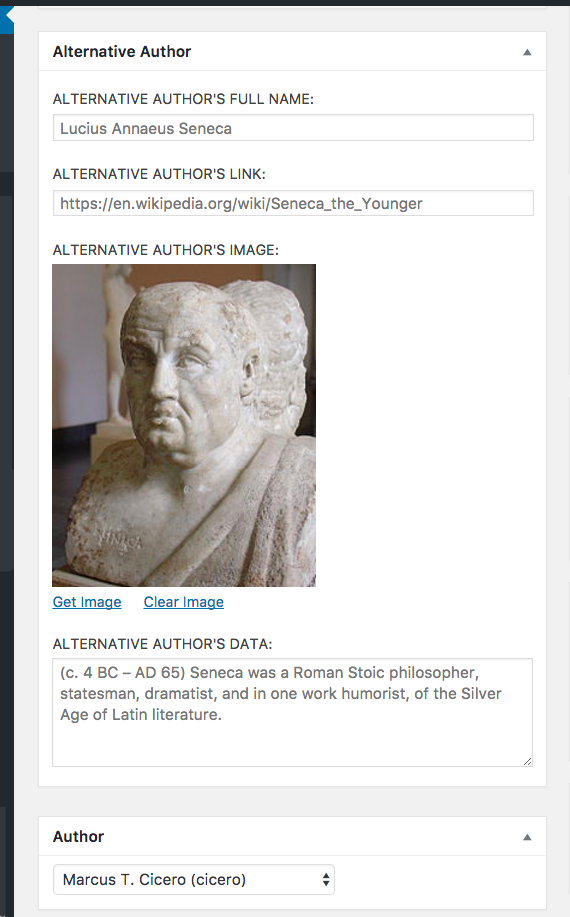 Alternative Author
ALTERNATIVE AUTHOR'S FULL NAME:
Lucius Annaeus Seneca
ALTERNATIVE AUTHOR'S LINK:
https://en.wikipedia.org/wiki/Seneca_the_Younger
ALTERNATIVE AUTHOR'S IMAGE:
Get Image Clear Image
ALTERNATIVE AUTHOR'S DATA:
(c. 4 BC – AD 65) Seneca was a Roman Stoic philosopher,
statesman, dramatist, and in one work humorist, of the Silver
Age of Latin literature.
Author
Marcus T. Cicero (cicero)